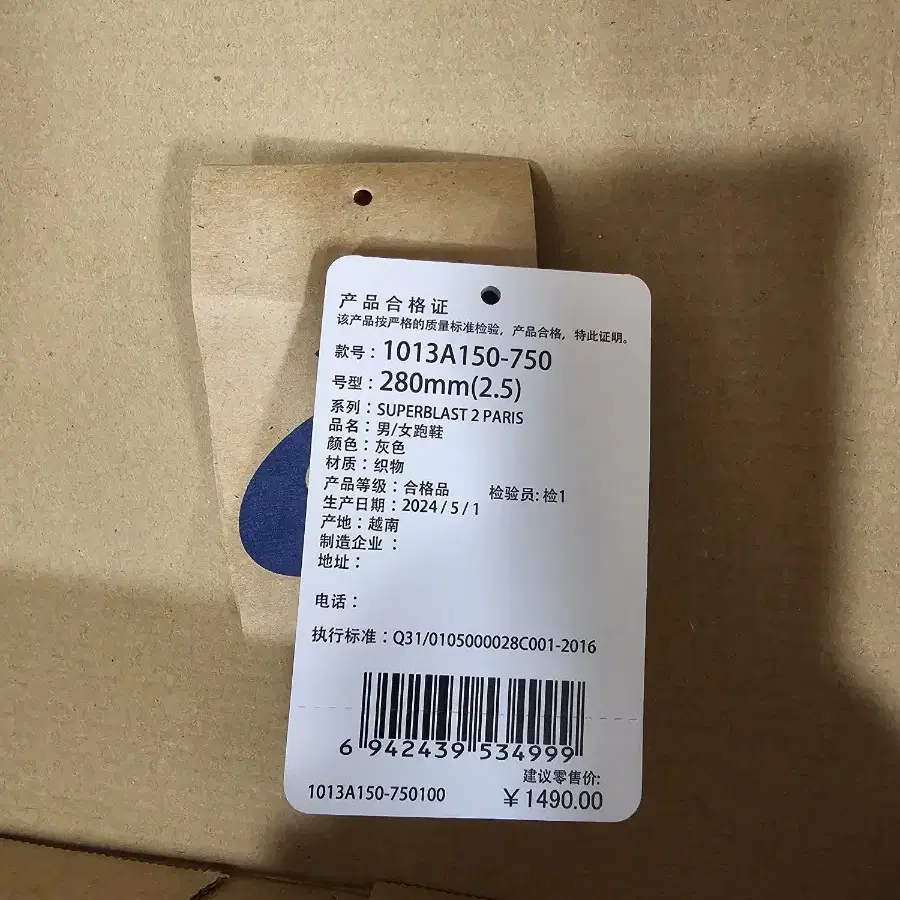 产品合格证
该产品按严格的质量标准检验，产品合格，特此证明。
款号：1013A150-750
号型：280mm(2.5)
系列：SUPERBLAST 2 PARIS
品名：男/女跑鞋
颜色：灰色
材质：织物
产品等级：合格品 检验员: 检1
生产日期：2024 / 5 / 1
产地：越南
制造企业：
地址：
电话：
执行标准：Q31/0105000028C001-2016
6 942439 534999
建议零售价:
1013A150-750100 ￥1490.00